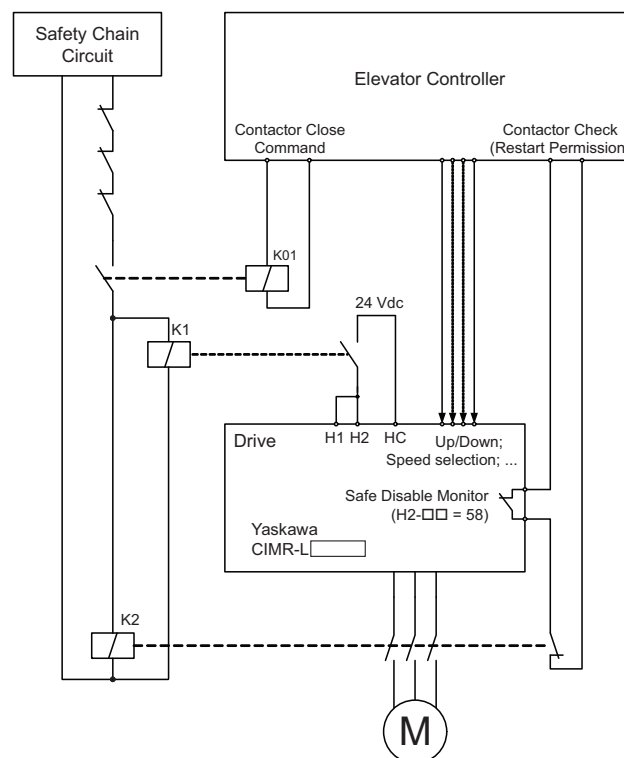 Safety Chain
Circuit
Elevator Controller
Contactor Close
Command
Contactor Check
(Restart Permission
K01
24 Vdc
K1
Drive
H1 H2 HC
Up/Down;
Speed selection; ...
Safe Disable Monitor
(H2-□□ = 58)
Yaskawa
CIMR-L
K2
M